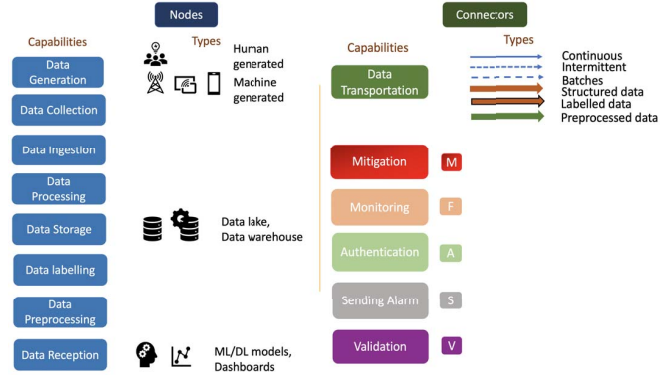 Nodes
Connectors
Capabilities
Types
Data
Generation
Data Collection
Data Ingestion
Data
Processing
Data Storage
Data labelling
Data
Preprocessing
Data Reception
Human
generated
Machine
generated
Data lake,
Data warehouse
ML/DL models,
Dashboards
Capabilities
Types
Data
Transportation
Mitigation
M
Monitoring
F
Authentication
A
Sending Alarm
S
Validation
V
Continuous
Intermittent
Batches
Structured data
Labelled data
Preprocessed data